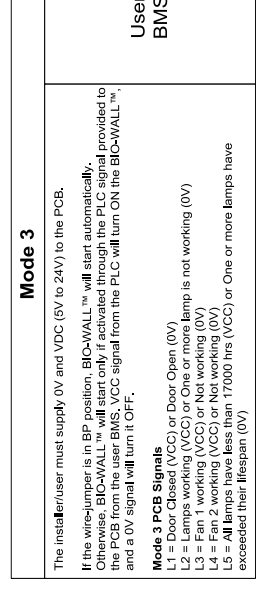 Mode 3
The installer/user must supply 0V and VDC (5V to 24V) to the PCB.
If the wire-jumper is in BP position, BIO-WALL™ will start automatically.
Otherwise, BIO-WALL™ will start only if activated through the PLC signal provided to
the PCB from the user BMS. VCC signal from the PLC will turn ON the BIO-WALL™,
and a 0V signal will turn it OFF.
Mode 3 PCB Signals
L1 = Door Closed (VCC) or Door Open (0V)
L2 = Lamps working (VCC) or One or more lamp is not working (0V)
L3 = Fan 1 working (VCC) or Not working (0V)
L4 = Fan 2 working (VCC) or Not working (0V)
L5 = All lamps have less than 17000 hrs (VCC) or One or more lamps have
exceeded their lifespan (0V)
User
BMS